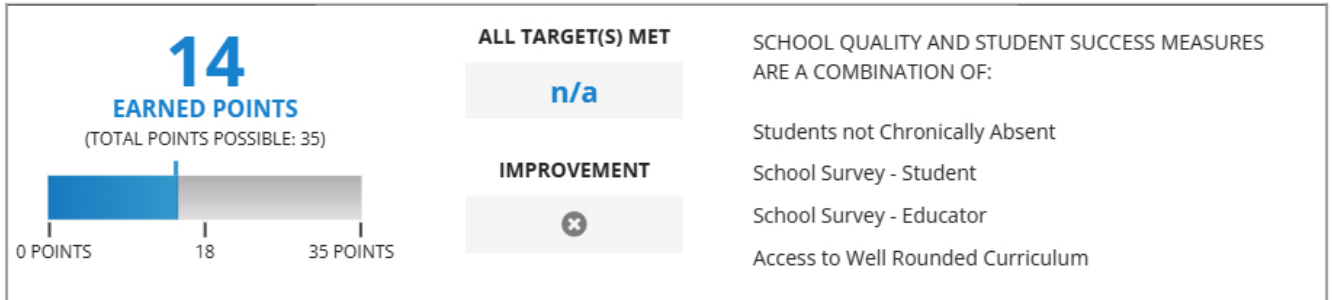 14
EARNED POINTS
(TOTAL POINTS POSSIBLE: 35)
0 POINTS
18
35 POINTS
ALL TARGET(S) MET
n/a
IMPROVEMENT
SCHOOL QUALITY AND STUDENT SUCCESS MEASURES
ARE A COMBINATION OF:
Students not Chronically Absent
School Survey - Student
School Survey - Educator
Access to Well Rounded Curriculum